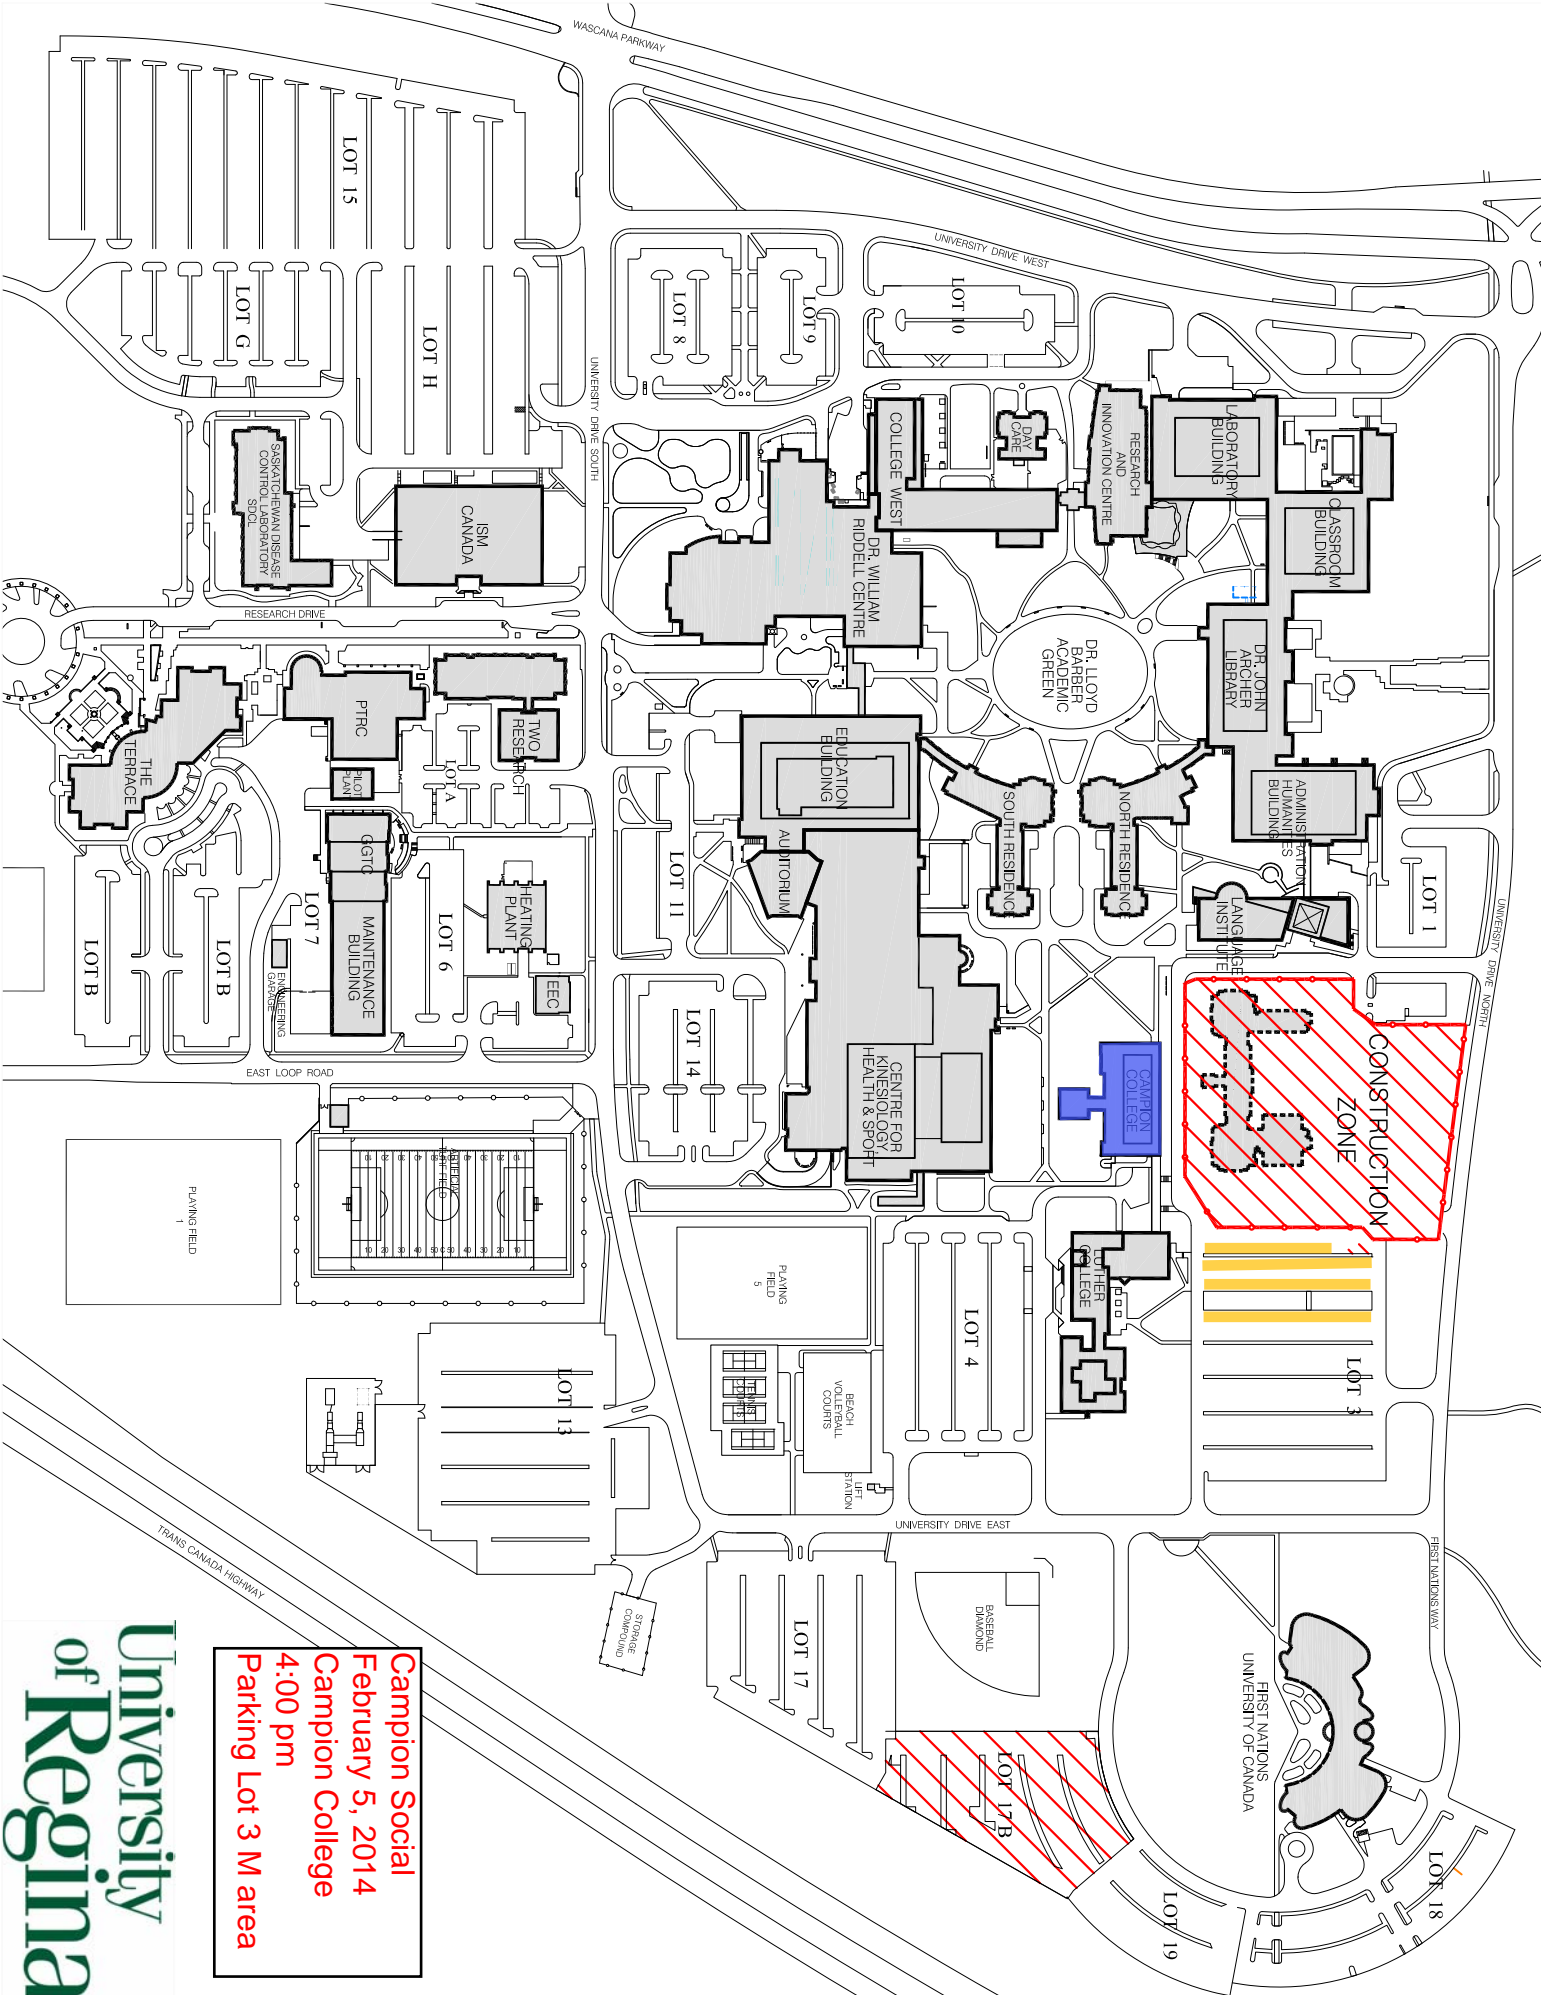 WASCANA PARKWAY
UNIVERSITY DRIVE WEST
LOT 15
LOT G
LOT H
LOT 8
LOT 9
LOT 10
UNIVERSITY DRIVE SOUTH
SASKATCHEWAN DISEASE
CONTROL LABORATORY
SDCL
ISM
CANADA
COLLEGE WEST
DAY
CARE
RESEARCH
AND
INNOVATION CENTRE
LABORATORY
BUILDING
CLASSROOM
BUILDING
DR. WILLIAM
RIDDELL CENTRE
RESEARCH DRIVE
DR. LLOYD
BARBER
ACADEMIC
GREEN
DR. JOHN
ARCHER
LIBRARY
THE
TERRACE
PTRC
PILOT
PLANT
TWO
RESEARCH
LOT A
EDUCATION
BUILDING
AUDITORIUM
SOUTH RESIDENCE
NORTH RESIDENCE
ADMINISTRATION
HUMANITIES
BUILDING
LOT 1
UNIVERSITY DRIVE NORTH
GGTC
MAINTENANCE
BUILDING
LOT 7
LOT 6
LOT B
LOT B
ENGINEERING
GARAGE
HEATING
PLANT
EEC
LOT 11
LOT 14
LANGUAGE
INSTITUTE
CONSTRUCTION
ZONE
CAMPION
COLLEGE
CENTRE FOR
KINESIOLOGY,
HEALTH & SPORT
EAST LOOP ROAD
ARTIFICIAL
TURF FIELD
PLAYING FIELD
1
PLAYING
FIELD
5
LOT 4
LUTHER
COLLEGE
LOT 3
TENNIS
COURTS
BEACH
VOLLEYBALL
COURTS
LIFT
STATION
LOT 13
UNIVERSITY DRIVE EAST
FIRST NATIONS WAY
TRANS CANADA HIGHWAY
STORAGE
COMPOUND
LOT 17
BASEBALL
DIAMOND
LOT 17B
FIRST NATIONS
UNIVERSITY OF CANADA
LOT 18
LOT 19
Campion Social
February 5, 2014
Campion College
4:00 pm
Parking Lot 3 M area
University
of Regina